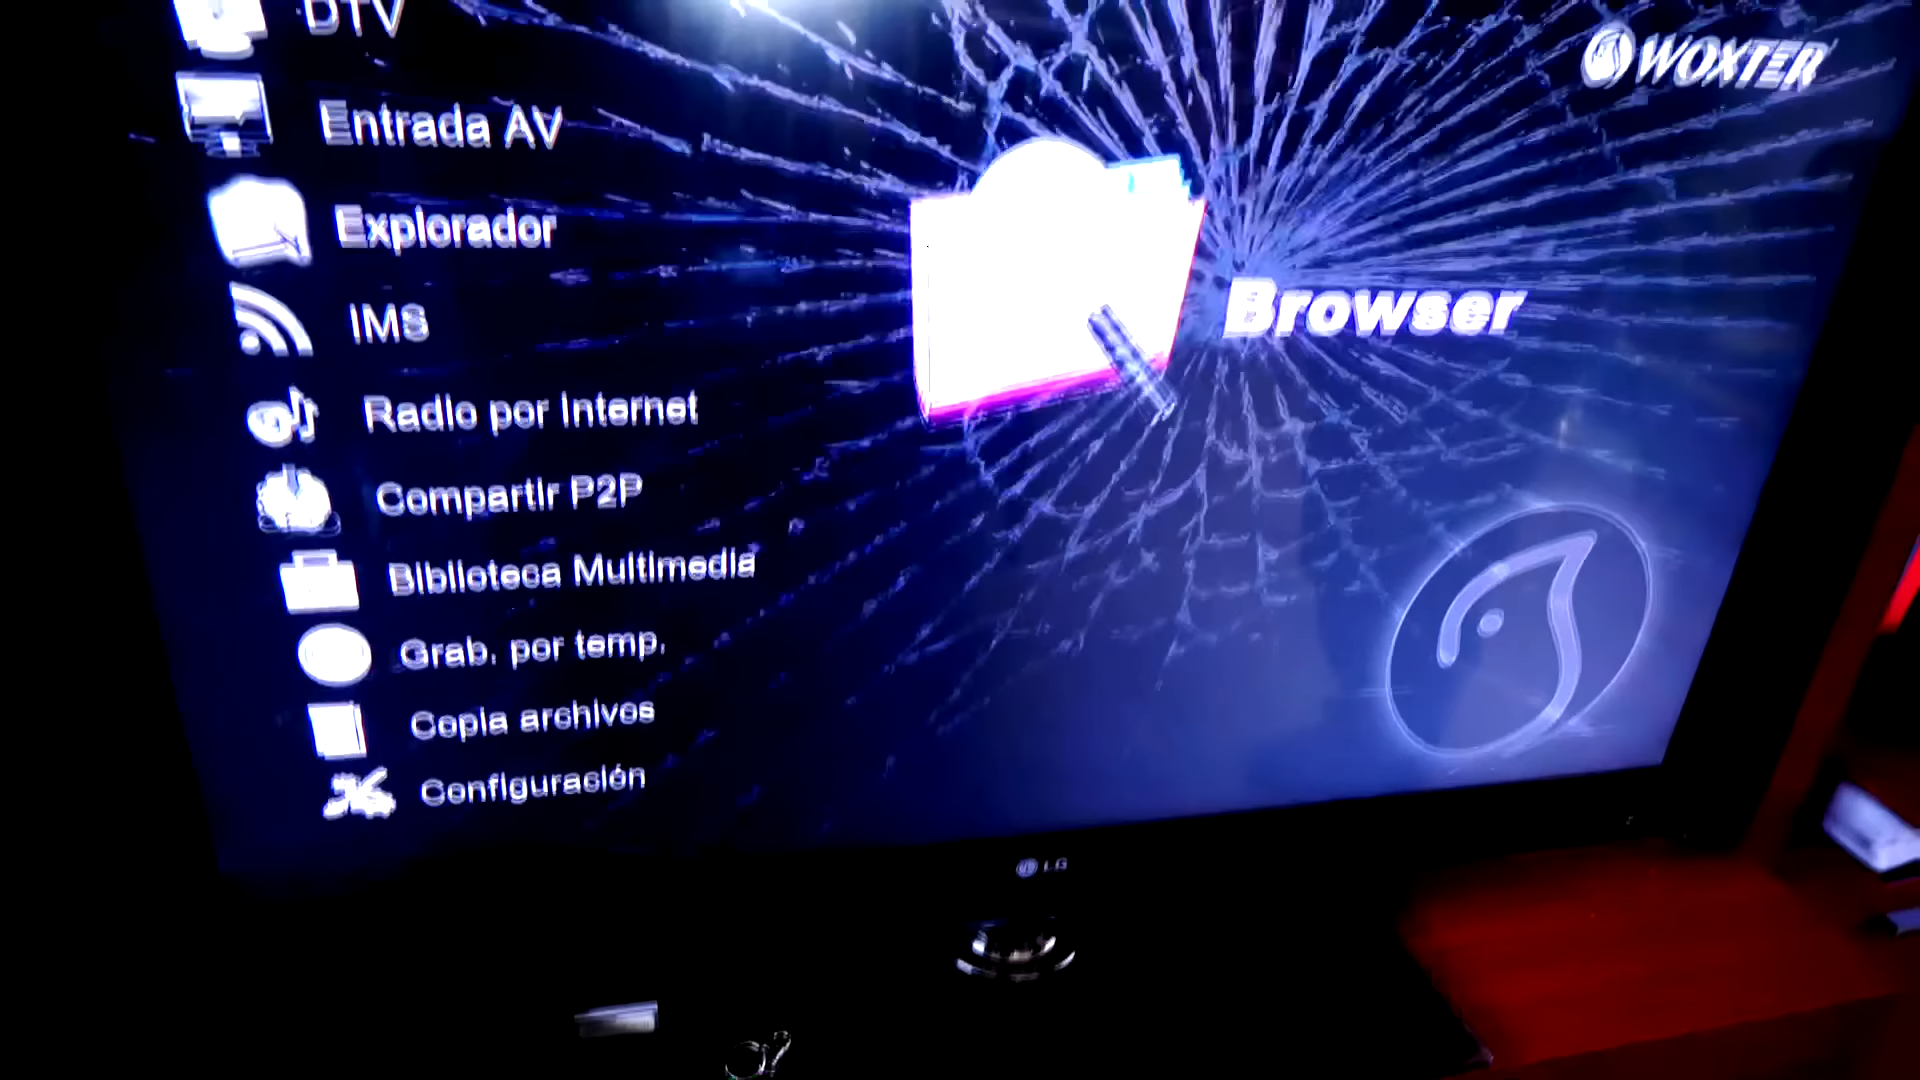 DTV
WOXTER
Entrada AV
Explorador
Browser
IMS
Radio por Internet
Compartir P2P
Biblioteca Multimedia
Grab. por temp.
Copia archivos
Configuración
LG